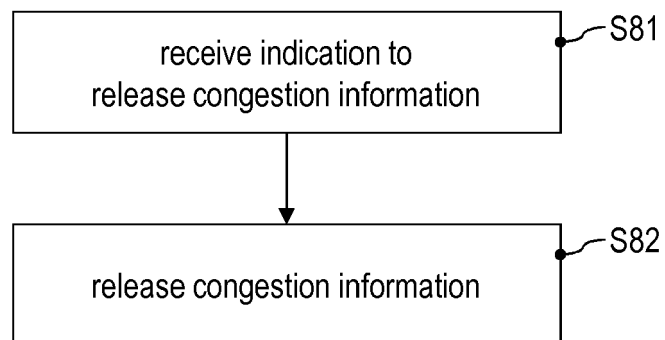 S81
receive indication to
release congestion information
S82
release congestion information